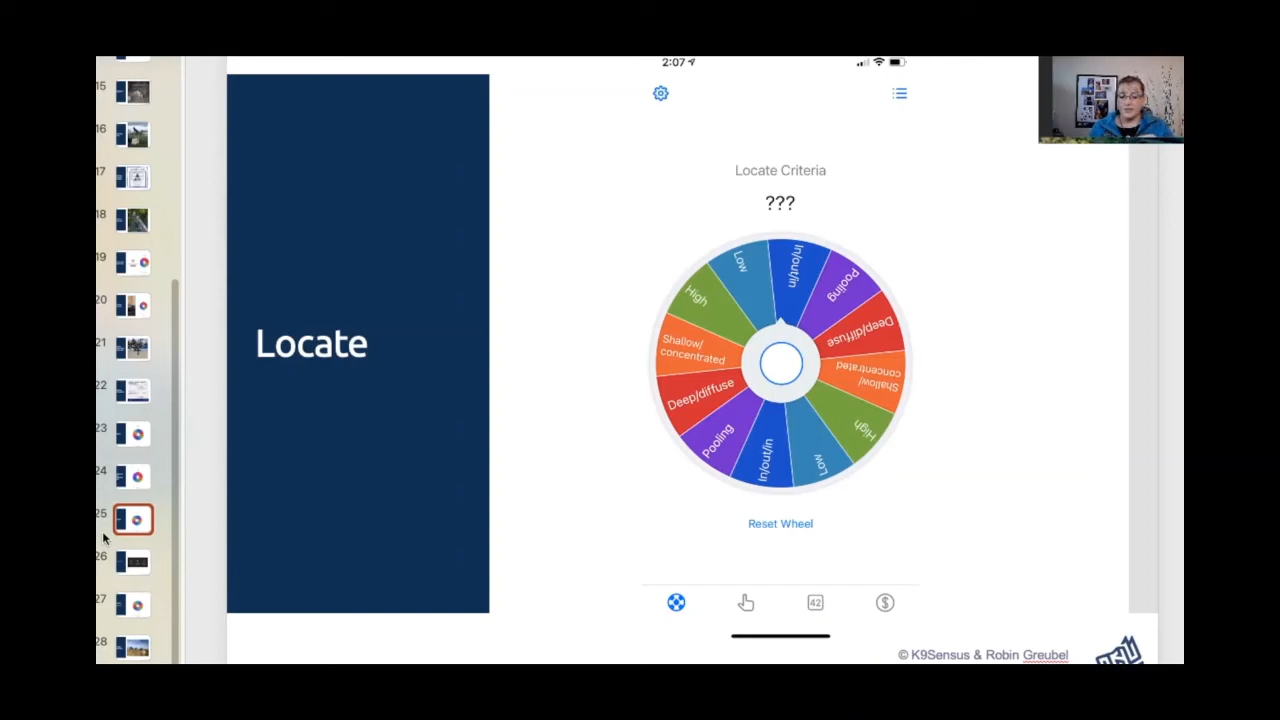 15
16
17
18
19
20
21
22
23
24
25
26
27
28
Locate
2:07
Locate Criteria
???
In/out/in
Pooling
Deep/diffuse
Shallow/
concentrated
High
Low
In/out/in
Pooling
Deep/diffuse
Shallow/
concentrated
High
Low
Reset Wheel
42
$
© K9Sensus & Robin Greubel